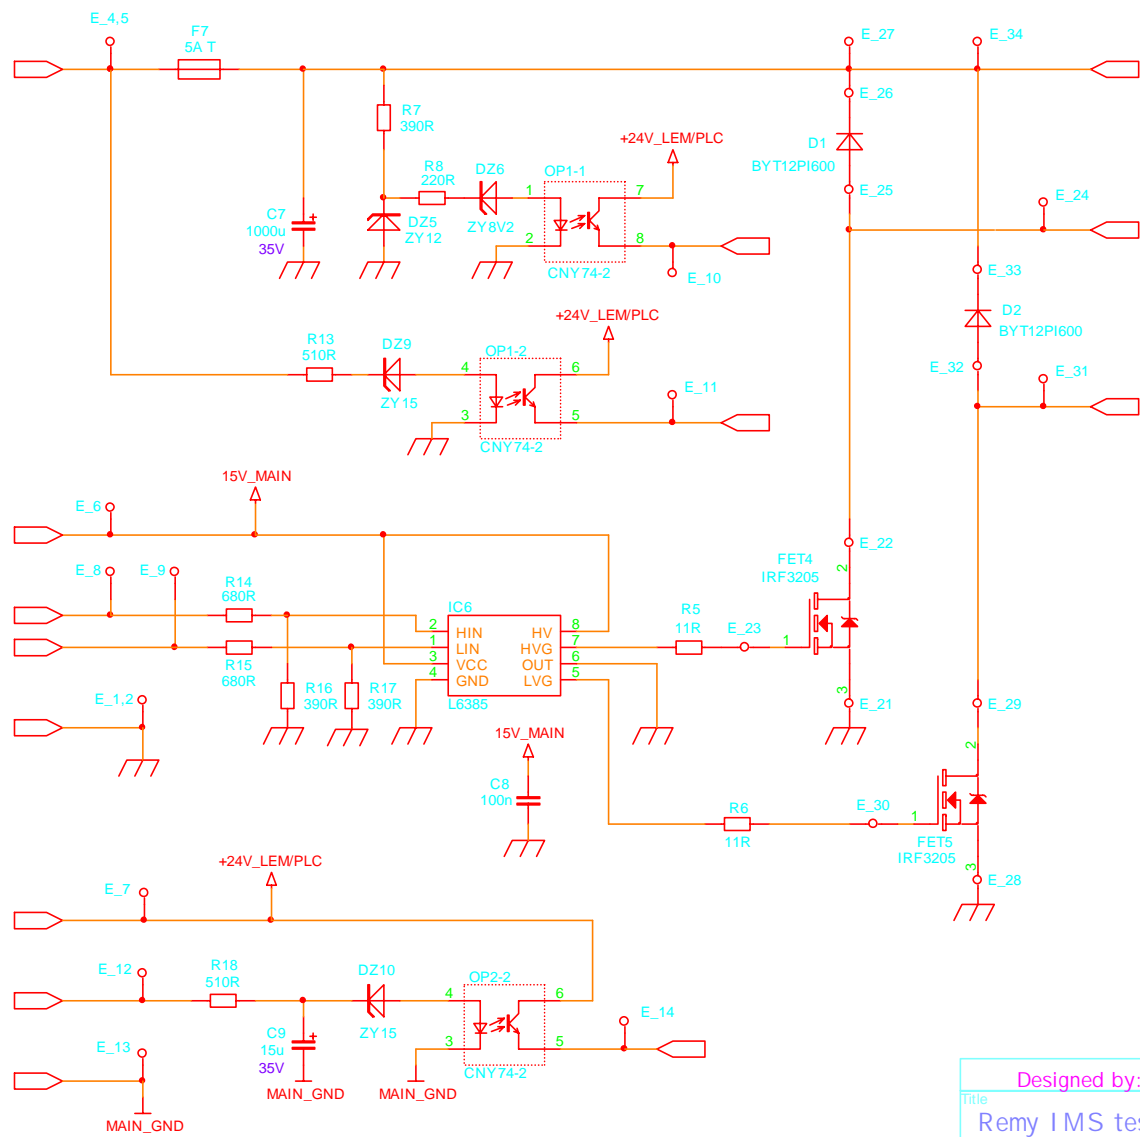 E_4,5
F7
5A T
E_27
E_34
E_26
R7
390R
+24V_LEM/PLC
D1
BYT12PI600
R8
220R
DZ6
OP1-1
1
7
E_25
E_24
C7
1000u
35V
DZ5
ZY12
ZY8V2
2
8
CNY74-2
E_10
E_33
D2
BYT12PI600
+24V_LEM/PLC
R13
510R
DZ9
OP1-2
4
6
E_32
E_31
ZY15
E_11
3
5
CNY74-2
15V_MAIN
E_6
E_22
E_8
E_9
R14
680R
FET4
IRF3205
2
IC6
R5
11R
E_23
1
2
HIN
HV
8
1
LIN
HVG
7
3
VCC
OUT
6
4
GND
LVG
5
L6385
R15
680R
R16
390R
R17
390R
3
E_21
E_1,2
E_29
15V_MAIN
2
C8
100n
R6
11R
E_30
1
FET5
IRF3205
3
E_28
+24V_LEM/PLC
E_7
E_12
R18
510R
DZ10
OP2-2
4
6
E_14
C9
15u
35V
ZY15
3
5
CNY74-2
E_13
MAIN_GND
MAIN_GND
MAIN_GND
Designed by:
Title
Remy IMS tes